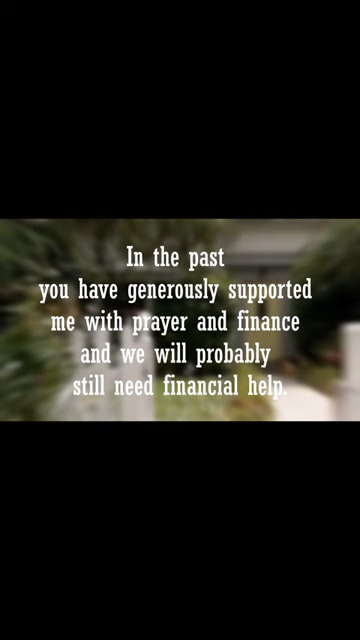 In the past
you have generously supported
me with prayer and finance
and we will probably
still need financial help.